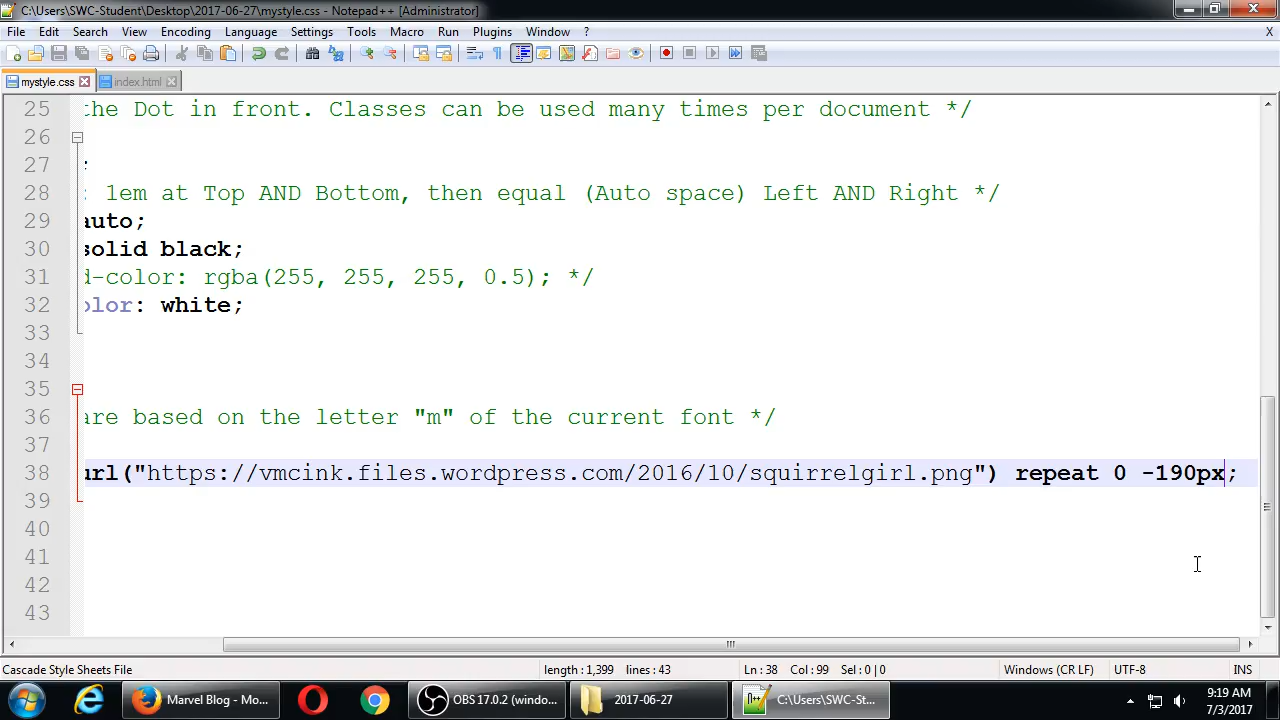 C:\Users\SWC-Student\Desktop\2017-06-27\mystyle.css - Notepad++ [Administrator]
File Edit Search View Encoding Language Settings Tools Macro Run Plugins Window ? X
mystyle.css index.html
25 the Dot in front. Classes can be used many times per document */
26
27 ;
28 : 1em at Top AND Bottom, then equal (Auto space) Left AND Right */
29 auto;
30 solid black;
31 d-color: rgba(255, 255, 255, 0.5); */
32 olor: white;
33
34
35
36 are based on the letter "m" of the current font */
37
38 url("https://vmcink.files.wordpress.com/2016/10/squirrelgirl.png") repeat 0 -190px;
39
40
41
42
43
Cascade Style Sheets File length : 1,399 lines : 43 Ln : 38 Col : 99 Sel : 0 | 0 Windows (CR LF) UTF-8 INS
Marvel Blog - Mo... OBS 17.0.2 (windo... 2017-06-27 C:\Users\SWC-St... 9:19 AM
7/3/2017